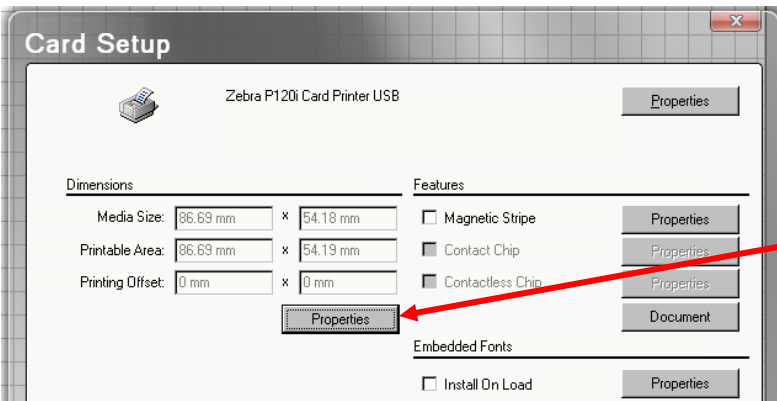 Card Setup
Zebra P120i Card Printer USB
Properties
Dimensions
Media Size: 86.69 mm x 54.18 mm
Printable Area: 86.69 mm x 54.19 mm
Printing Offset: 0 mm x 0 mm
Properties
Features
Magnetic Stripe Properties
Contact Chip Properties
Contactless Chip Properties
Document
Embedded Fonts
Install On Load Properties